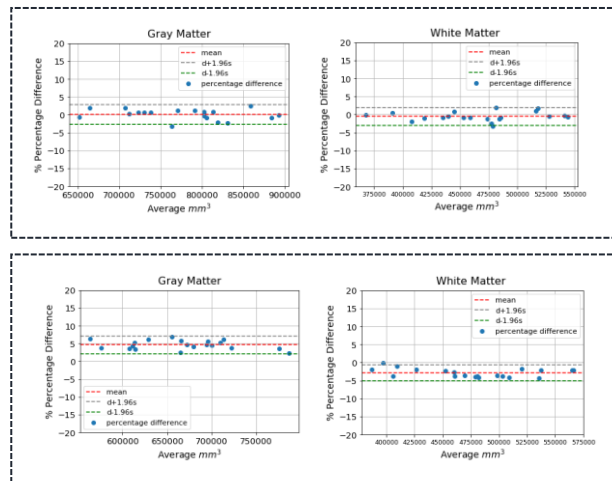 Gray Matter
20
15
10
5
0
−5
−10
−15
−20
% Percentage Difference
mean
d+1.96s
d-1.96s
percentage difference
650000 700000 750000 800000 850000 900000
Average mm³
White Matter
20
15
10
5
0
−5
−10
−15
−20
% Percentage Difference
mean
d+1.96s
d-1.96s
percentage difference
375000 400000 425000 450000 475000 500000 525000 550000
Average mm³
Gray Matter
20
15
10
5
0
−5
−10
−15
−20
% Percentage Difference
mean
d+1.96s
d-1.96s
percentage difference
600000 650000 700000 750000
Average mm³
White Matter
20
15
10
5
0
−5
−10
−15
−20
% Percentage Difference
mean
d+1.96s
d-1.96s
percentage difference
400000 425000 450000 475000 500000 525000 550000 575000
Average mm³